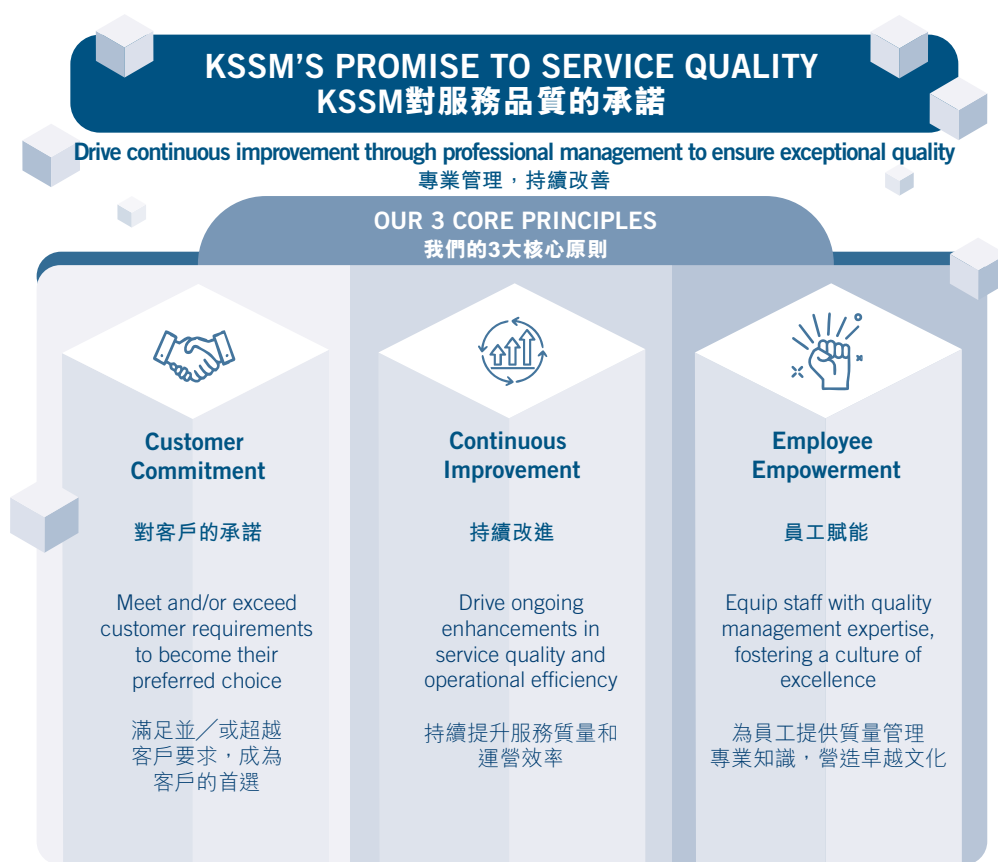 KSSM'S PROMISE TO SERVICE QUALITY
KSSM對服務品質的承諾
Drive continuous improvement through professional management to ensure exceptional quality
專業管理，持續改善
OUR 3 CORE PRINCIPLES
我們的3大核心原則
Customer
Commitment
對客戶的承諾
Meet and/or exceed
customer requirements
to become their
preferred choice
滿足並／或超越
客戶要求，成為
客戶的首選
Continuous
Improvement
持續改進
Drive ongoing
enhancements in
service quality and
operational efficiency
持續提升服務質量和
運營效率
Employee
Empowerment
員工賦能
Equip staff with quality
management expertise,
fostering a culture of
excellence
為員工提供質量管理
專業知識，營造卓越文化